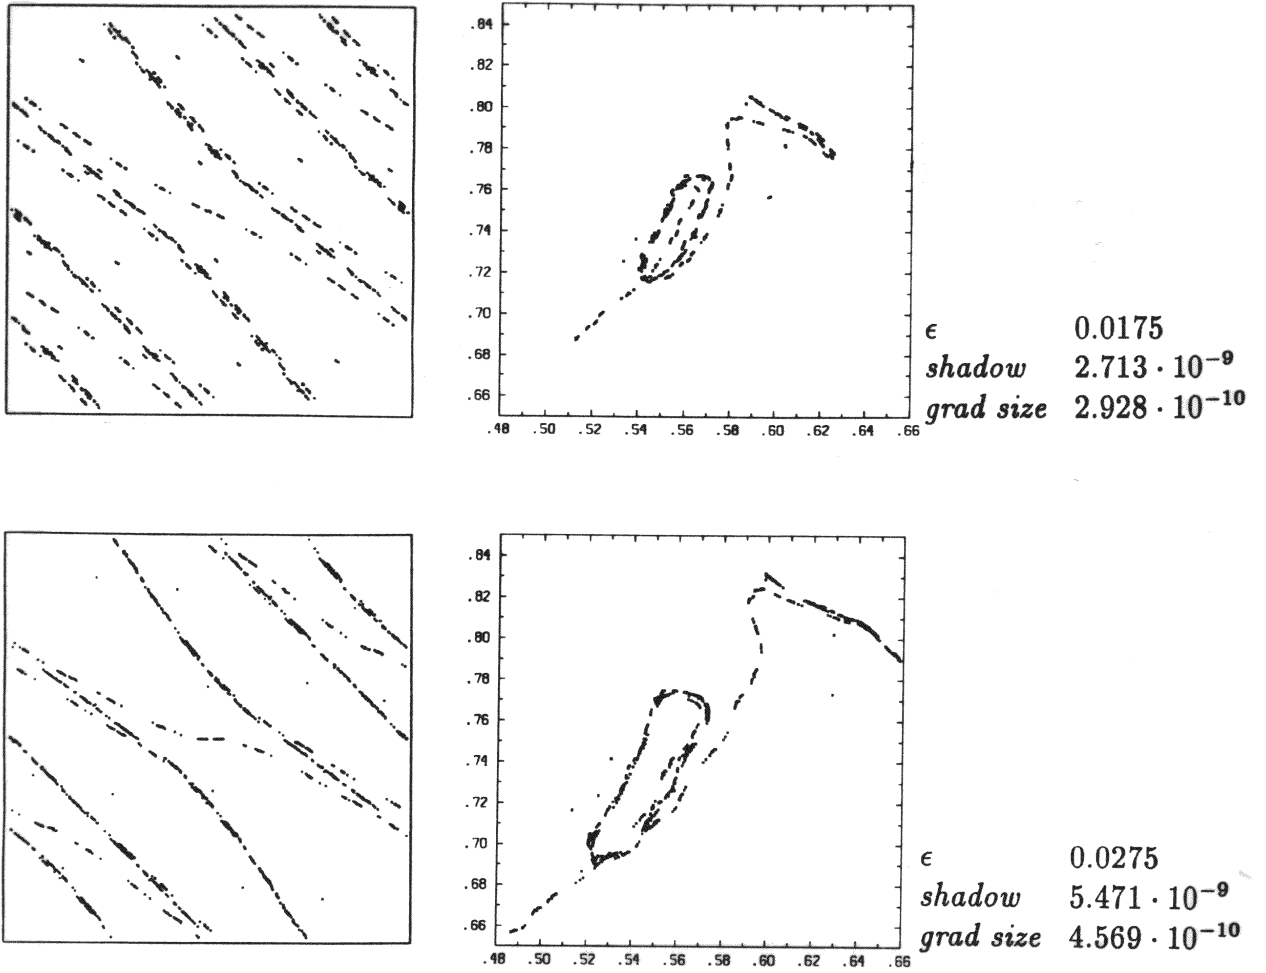 .84
.82
.80
.78
.76
.74
.72
.70
.68
.66
.48 .50 .52 .54 .56 .58 .60 .62 .64 .66
ϵ 0.0175
shadow 2.713 · 10⁻⁹
grad size 2.928 · 10⁻¹⁰
.84
.82
.80
.78
.76
.74
.72
.70
.68
.66
.48 .50 .52 .54 .56 .58 .60 .62 .64 .66
ϵ 0.0275
shadow 5.471 · 10⁻⁹
grad size 4.569 · 10⁻¹⁰